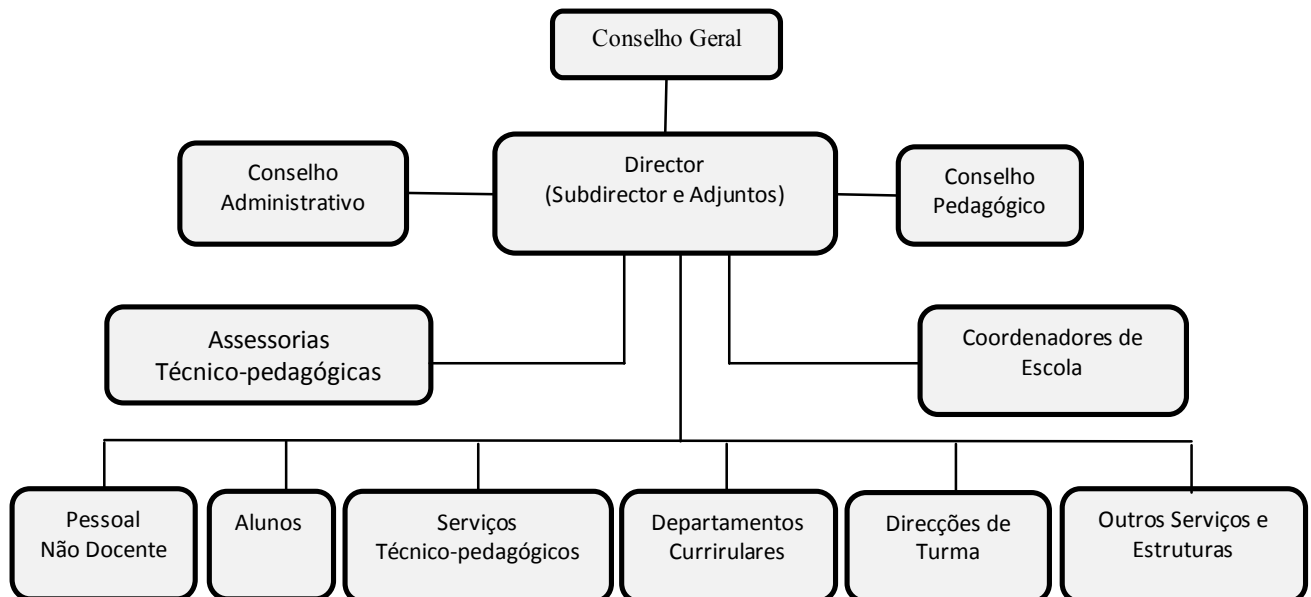 Conselho Geral
Conselho
Administrativo
Director
(Subdirector e Adjuntos)
Conselho
Pedagógico
Assessorias
Técnico-pedagógicas
Coordenadores de
Escola
Pessoal
Não Docente
Alunos
Serviços
Técnico-pedagógicos
Departamentos
Currirulares
Direcções de
Turma
Outros Serviços e
Estruturas